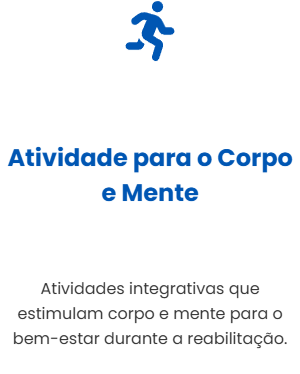 Atividade para o Corpo
e Mente
Atividades integrativas que
estimulam corpo e mente para o
bem-estar durante a reabilitação.